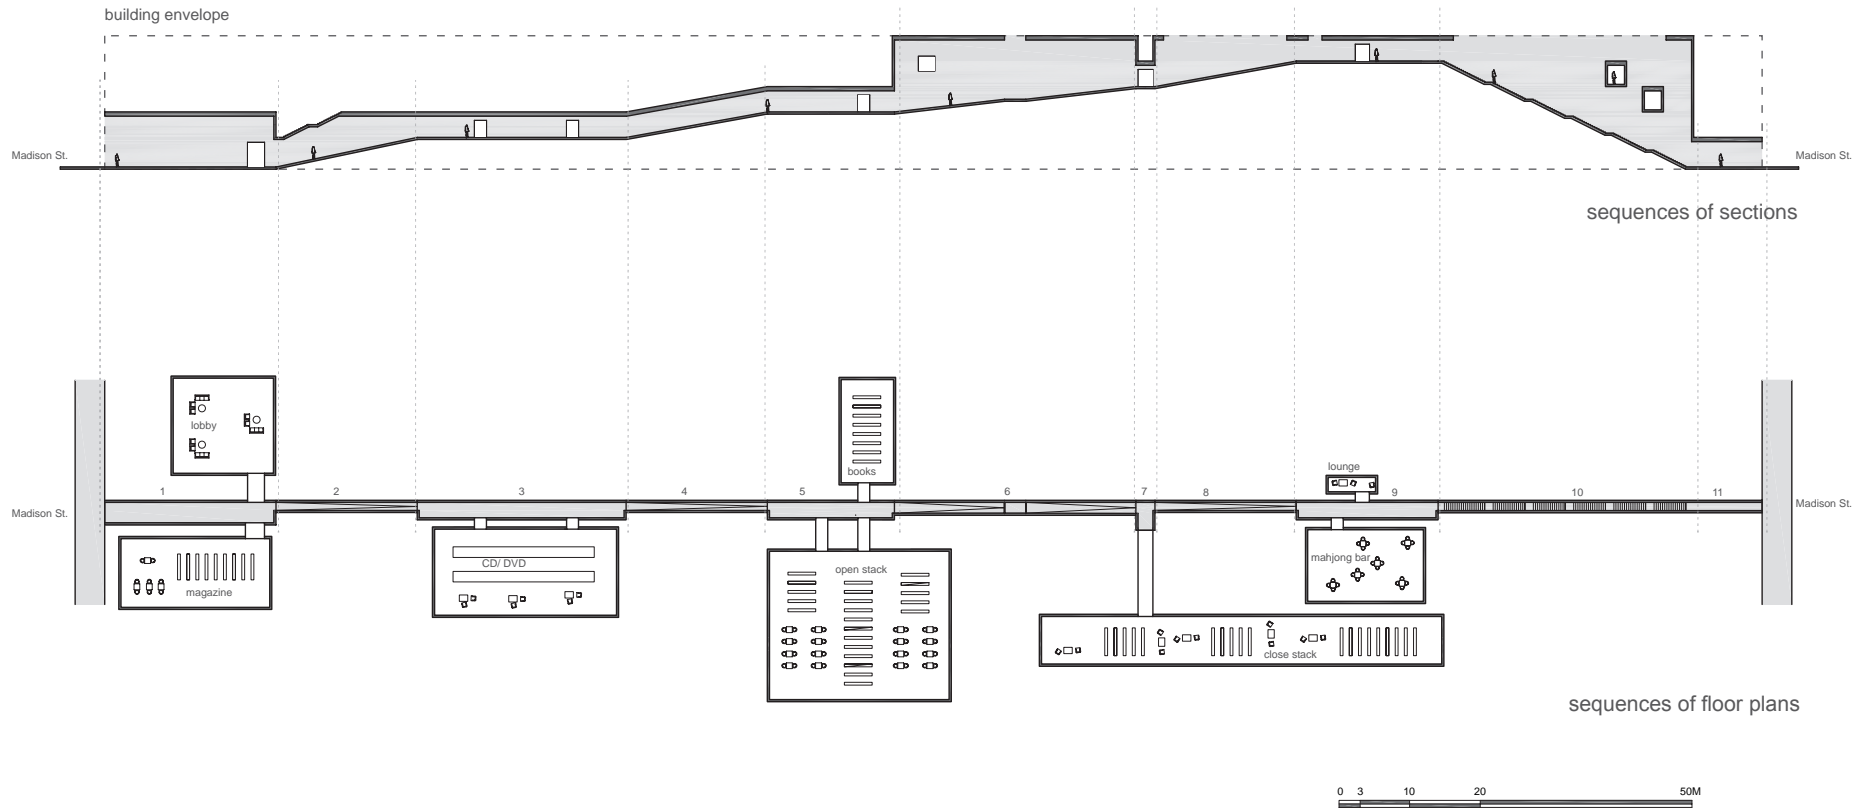 building envelope
Madison St.
Madison St.
sequences of sections
lobby
books
lounge
1
2
3
4
5
6
7
8
9
10
11
Madison St.
Madison St.
magazine
CD/ DVD
open stack
mahjong bar
close stack
sequences of floor plans
0 3 10 20 50M